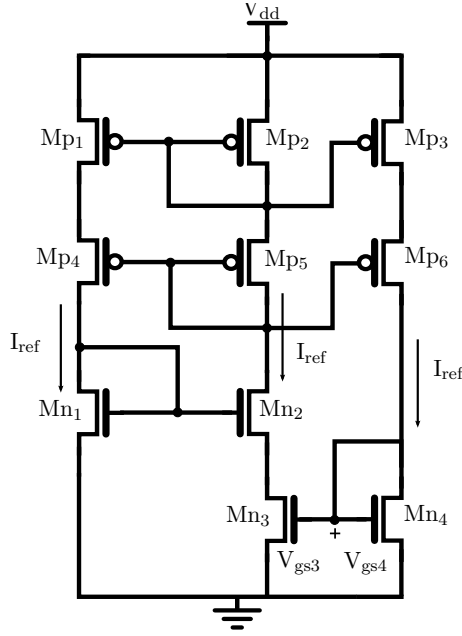 Vdd
Mp1
Mp2
Mp3
Mp4
Mp5
Mp6
Iref
Iref
Iref
Mn1
Mn2
Mn3
Mn4
+
Vgs3
Vgs4